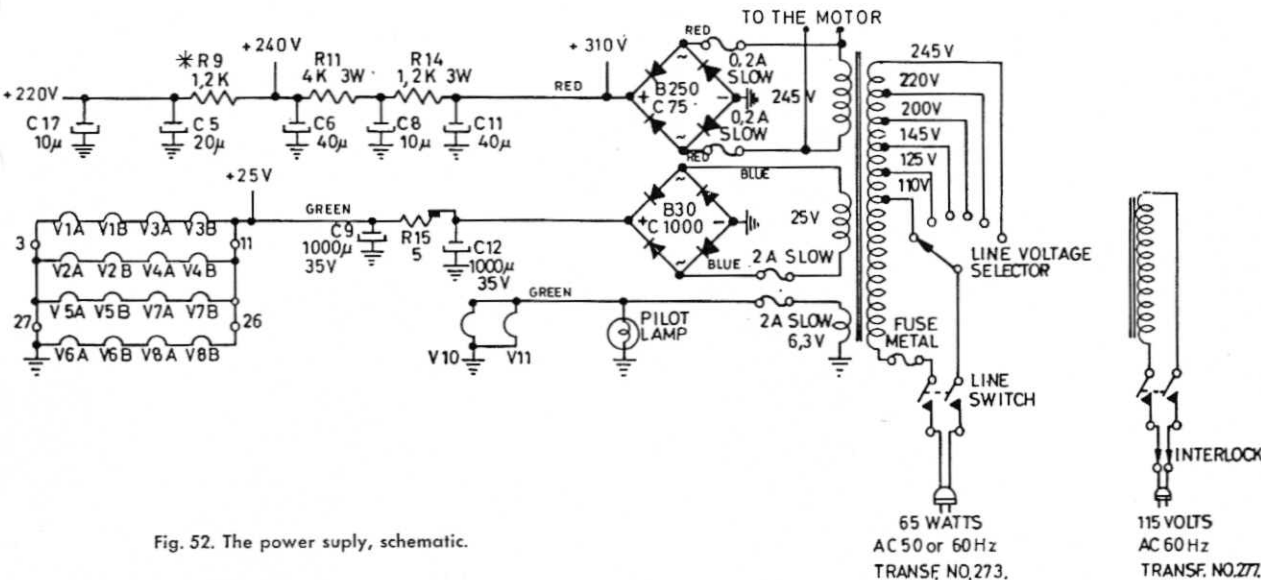 TO THE MOTOR
+220V
* R9
1,2K
+240V
R11
4K 3W
R14
1,2K 3W
+310V
RED
RED
RED
0,2A
SLOW
0,2A
SLOW
245V
B250
C75
+
−
~
~
C17
10µ
C5
20µ
C6
40µ
C8
10µ
C11
40µ
245V
220V
200V
145V
125V
110V
+25V
GREEN
C9
1000µ
35V
R15
5
C12
1000µ
35V
B30
C1000
+
−
~
~
BLUE
BLUE
25V
2A SLOW
3
V1A V1B V3A V3B
11
V2A V2B V4A V4B
V5A V5B V7A V7B
27
26
V6A V6B V8A V8B
V10
V11
GREEN
PILOT
LAMP
2A SLOW
6,3V
LINE VOLTAGE
SELECTOR
FUSE
METAL
LINE
SWITCH
INTERLOCK
65 WATTS
AC 50 or 60 Hz
TRANSF. NO.273.
115 VOLTS
AC 60 Hz
TRANSF. NO.277.
Fig. 52. The power suply, schematic.